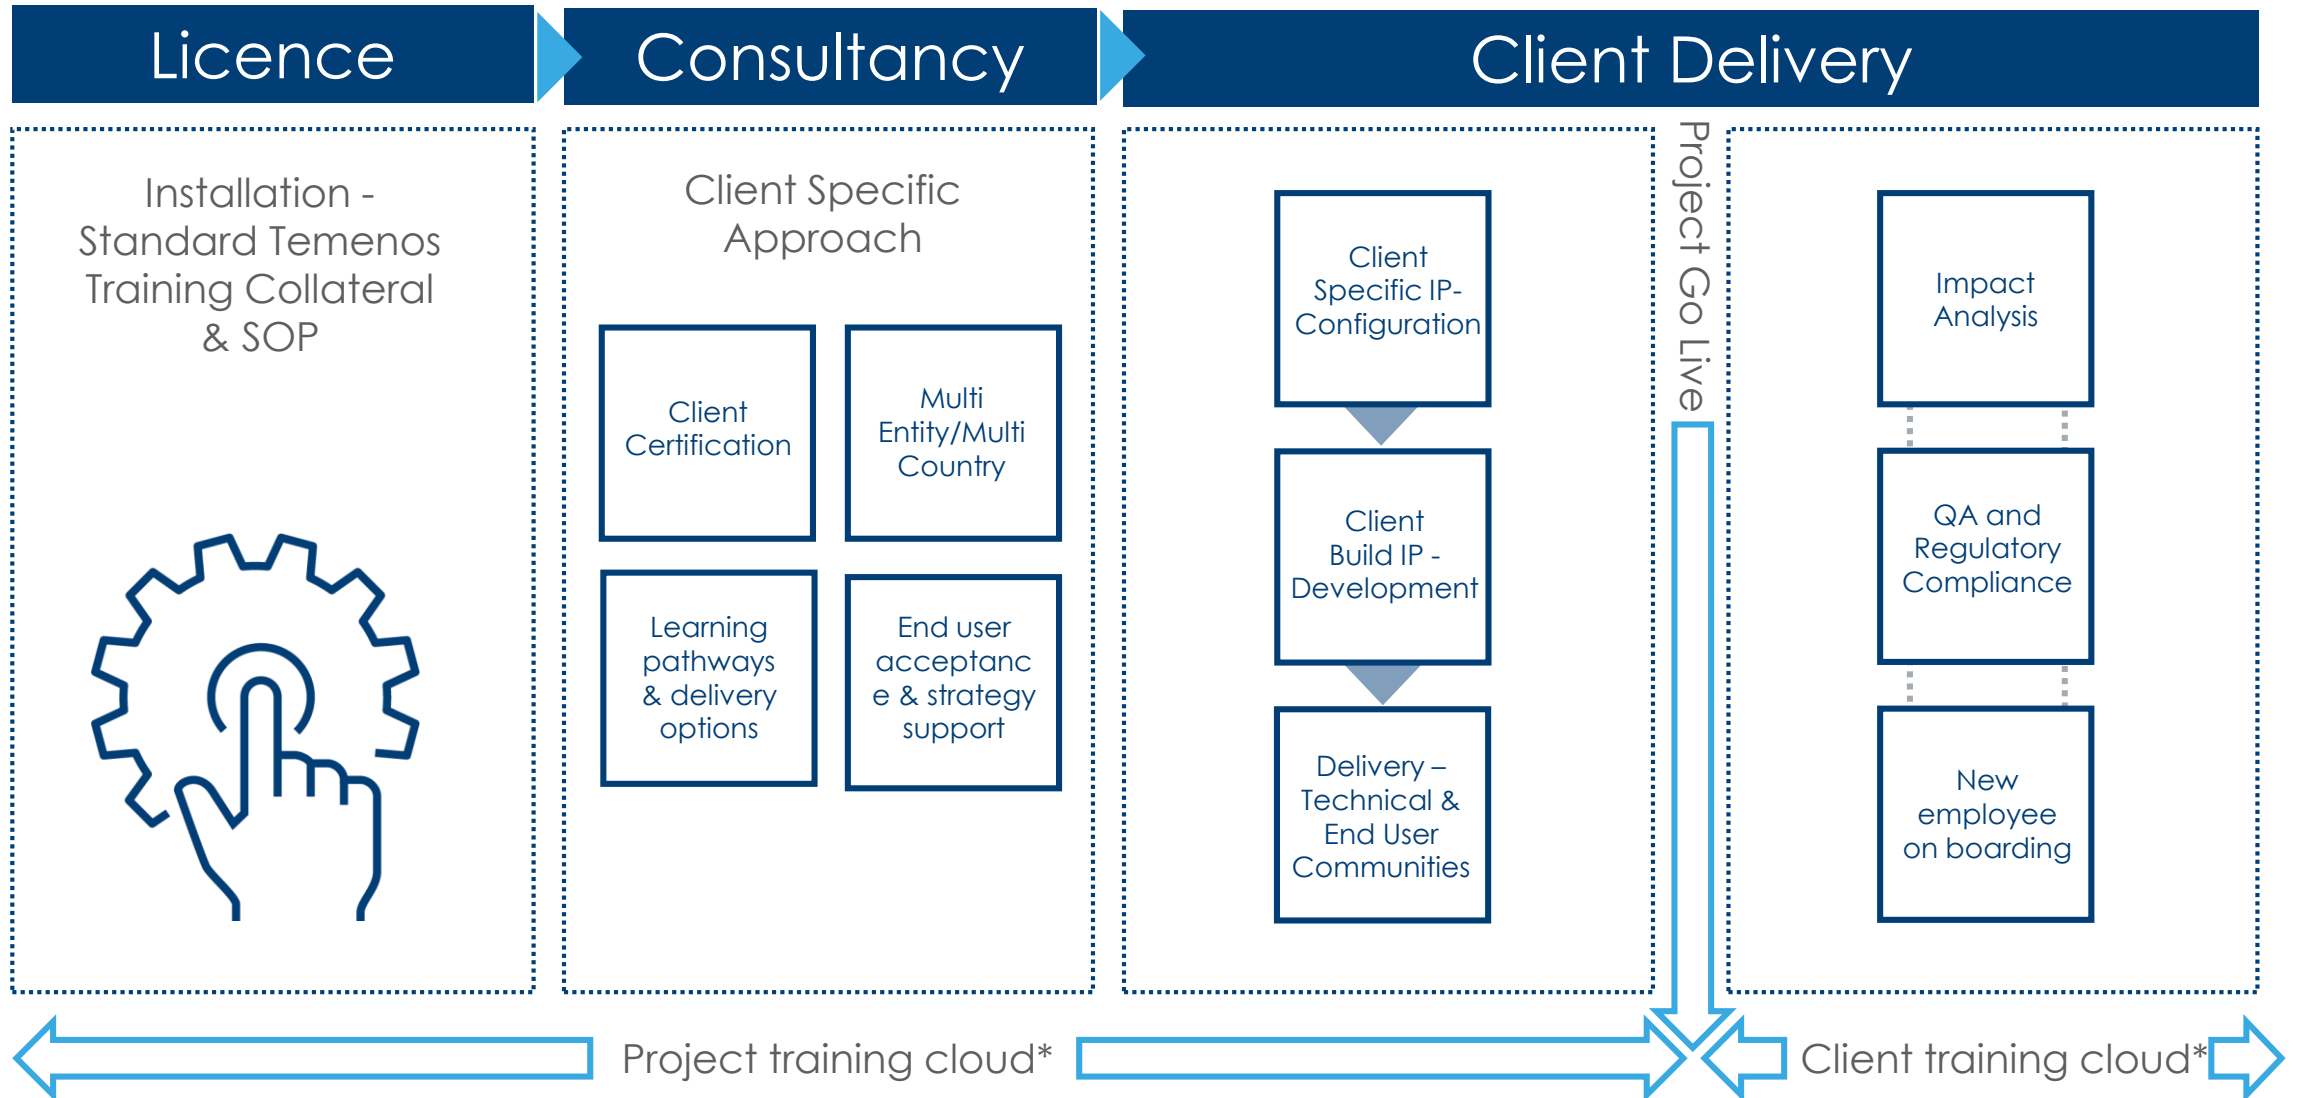 Licence
Consultancy
Client Delivery
Installation -
Standard Temenos
Training Collateral
& SOP
Client Specific
Approach
Client
Certification
Multi
Entity/Multi
Country
Learning
pathways
& delivery
options
End user
acceptanc
e & strategy
support
Client
Specific IP-
Configuration
Client
Build IP -
Development
Delivery –
Technical &
End User
Communities
Project Go Live
Impact
Analysis
QA and
Regulatory
Compliance
New
employee
on boarding
Project training cloud*
Client training cloud*